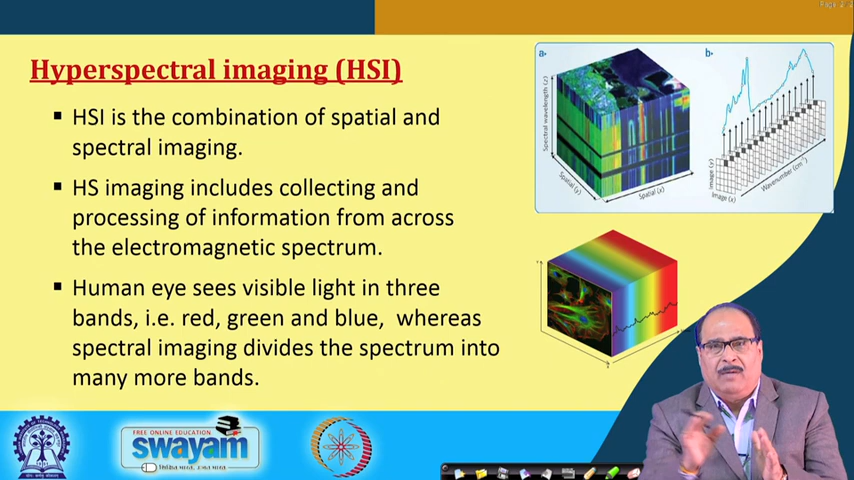 Hyperspectral imaging (HSI)
▪ HSI is the combination of spatial and
spectral imaging.
▪ HS imaging includes collecting and
processing of information from across
the electromagnetic spectrum.
▪ Human eye sees visible light in three
bands, i.e. red, green and blue, whereas
spectral imaging divides the spectrum into
many more bands.
a
b
Spectral wavelength (z)
Spatial (y)
Spatial (x)
Image (y)
Image (x)
Wavenumber (cm⁻¹)
FREE ONLINE EDUCATION
swayam